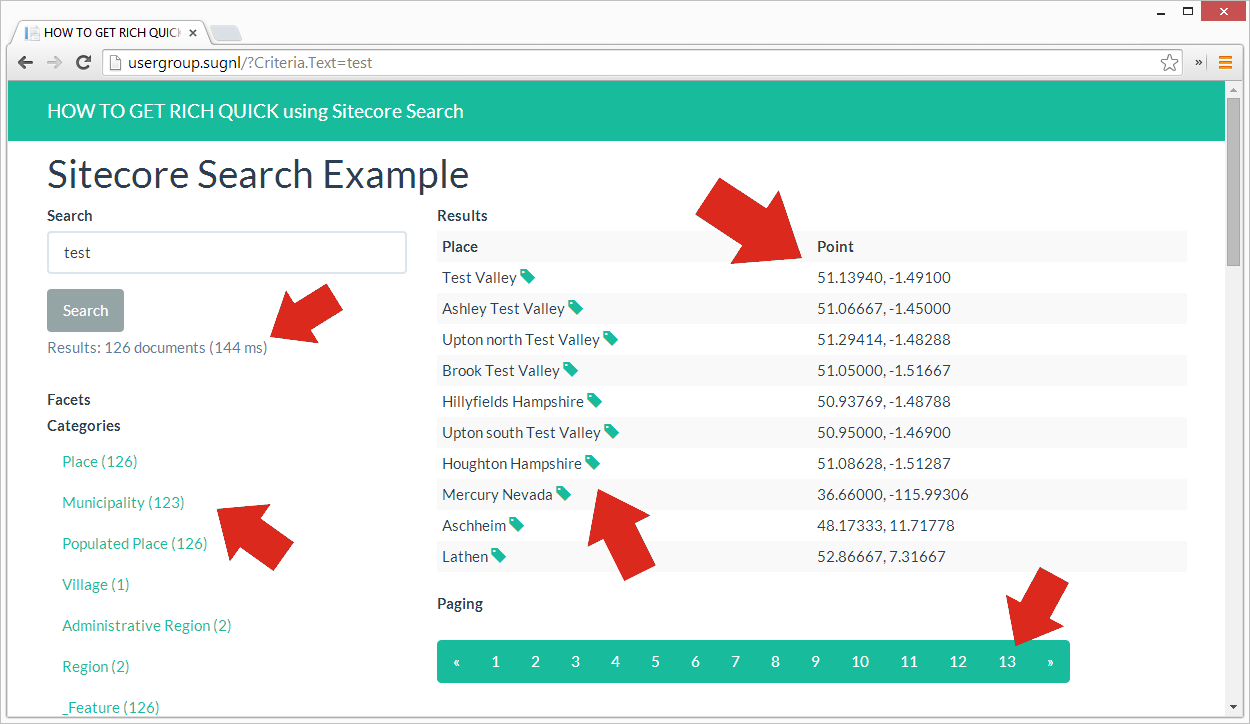 HOW TO GET RICH QUICK
usergroup.sugnl/?Criteria.Text=test
HOW TO GET RICH QUICK using Sitecore Search
Sitecore Search Example
Search
test
Search
Results: 126 documents (144 ms)
Facets
Categories
Place (126)
Municipality (123)
Populated Place (126)
Village (1)
Administrative Region (2)
Region (2)
_Feature (126)
Results
Place Point
Test Valley 51.13940, -1.49100
Ashley Test Valley 51.06667, -1.45000
Upton north Test Valley 51.29414, -1.48288
Brook Test Valley 51.05000, -1.51667
Hillyfields Hampshire 50.93769, -1.48788
Upton south Test Valley 50.95000, -1.46900
Houghton Hampshire 51.08628, -1.51287
Mercury Nevada 36.66000, -115.99306
Aschheim 48.17333, 11.71778
Lathen 52.86667, 7.31667
Paging
« 1 2 3 4 5 6 7 8 9 10 11 12 13 »